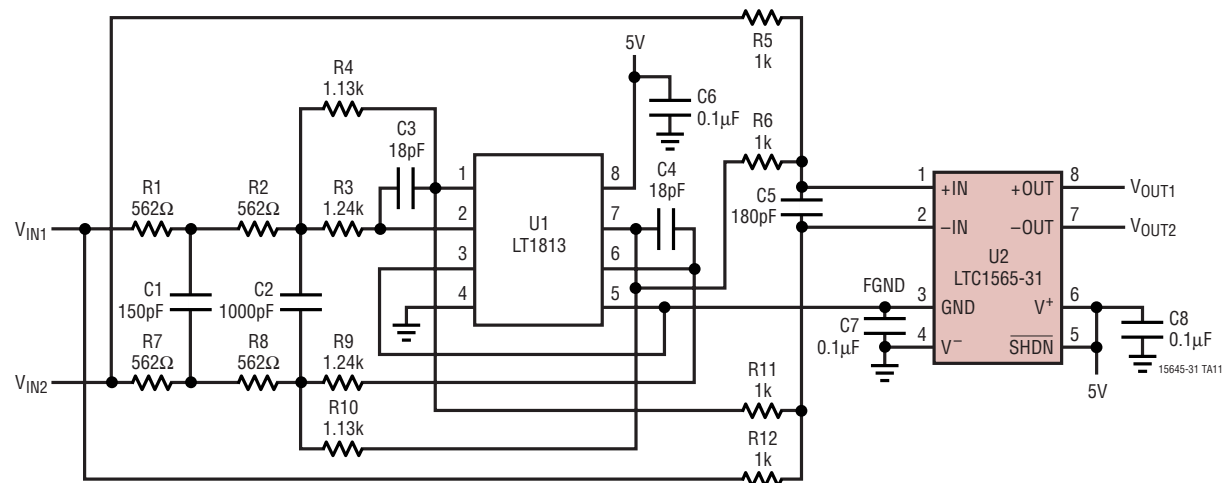 R5
1k
5V
R4
1.13k
C6
0.1µF
R6
1k
C3
18pF
C4
18pF
1
8
R1
562Ω
R2
562Ω
R3
1.24k
2
7
U1
LT1813
C5
180pF
1
+IN
+OUT
8
VOUT1
2
–IN
–OUT
7
VOUT2
VIN1
3
6
U2
LTC1565-31
C1
150pF
C2
1000pF
4
5
FGND
3
GND
V+
6
C7
0.1µF
4
V–
SHDN
5
C8
0.1µF
R7
562Ω
R8
562Ω
R9
1.24k
VIN2
R11
1k
5V
15645-31 TA11
R10
1.13k
R12
1k